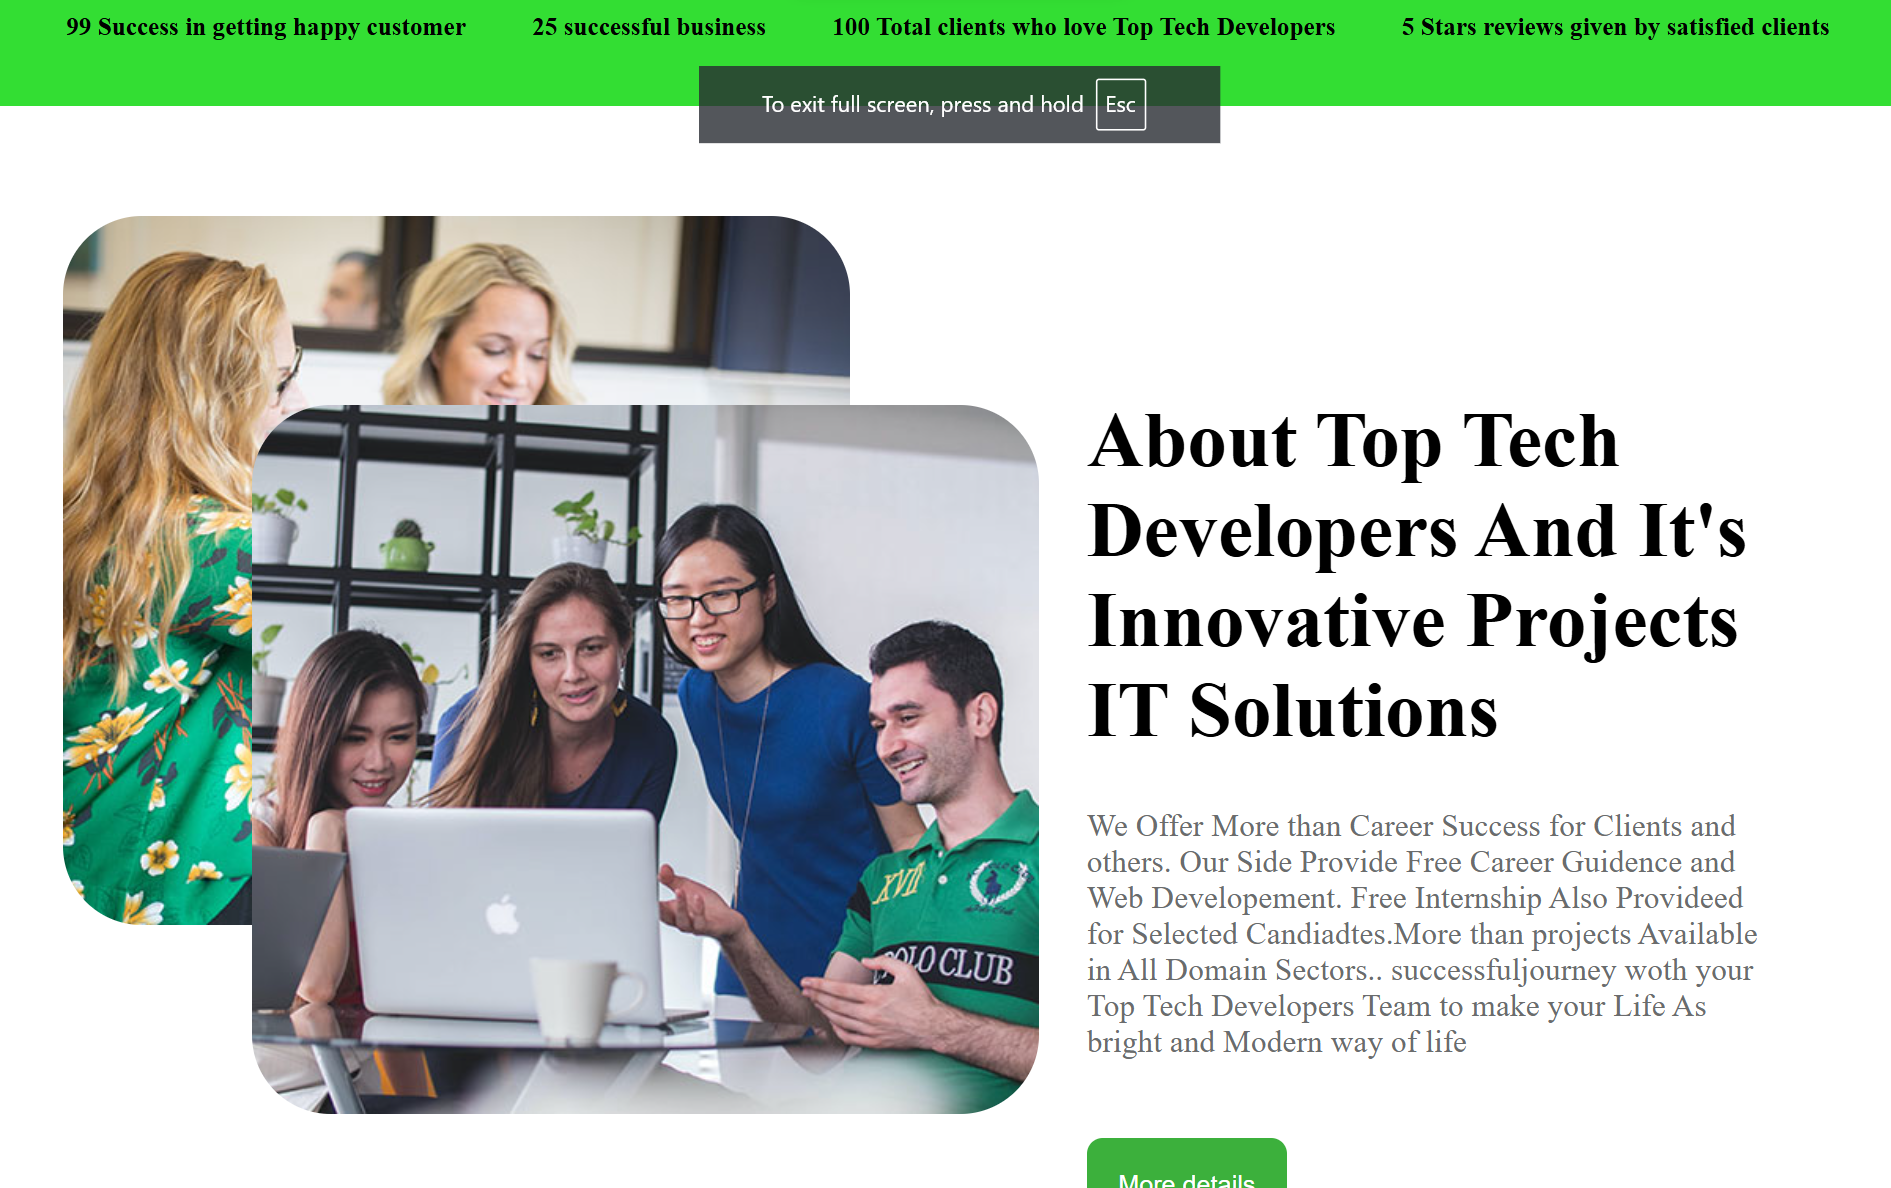 99 Success in getting happy customer 25 successful business 100 Total clients who love Top Tech Developers 5 Stars reviews given by satisfied clients
To exit full screen, press and hold Esc
About Top Tech
Developers And It's
Innovative Projects
IT Solutions
We Offer More than Career Success for Clients and
others. Our Side Provide Free Career Guidence and
Web Developement. Free Internship Also Provideed
for Selected Candiadtes.More than projects Available
in All Domain Sectors.. successfuljourney woth your
Top Tech Developers Team to make your Life As
bright and Modern way of life
XVII
POLO CLUB
More details